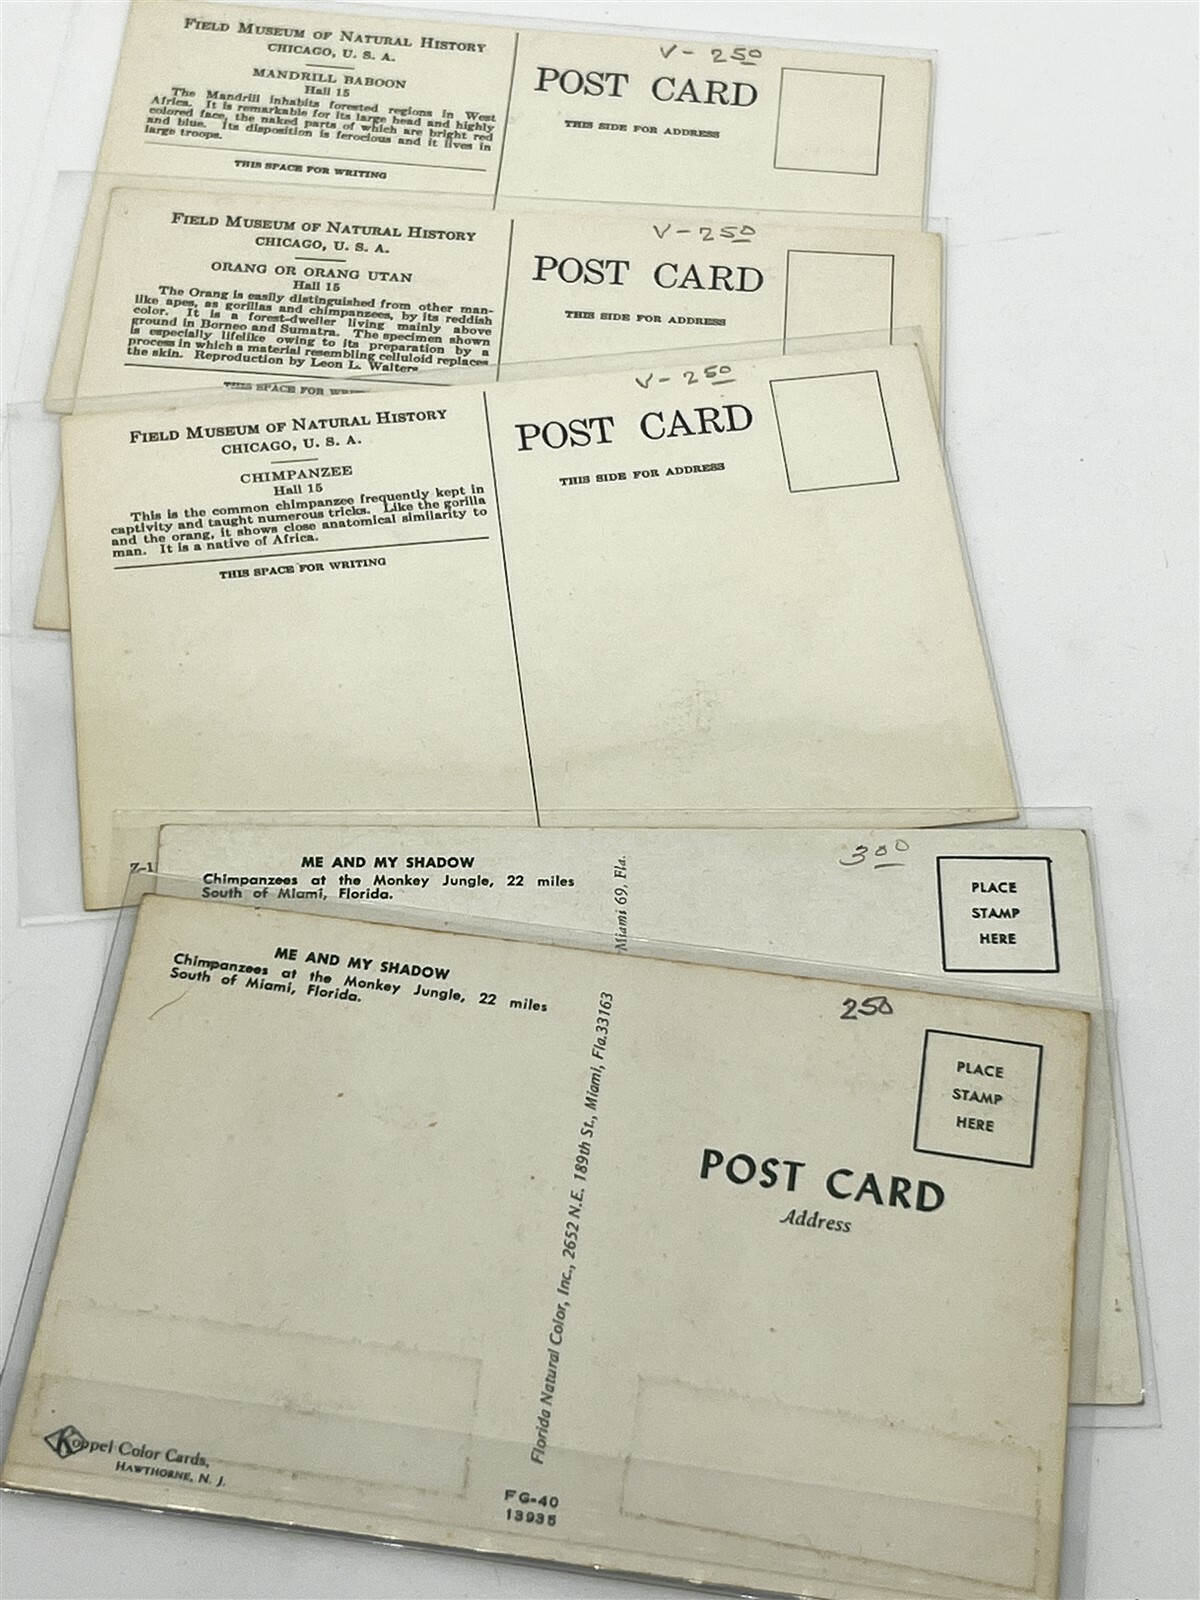 FIELD MUSEUM OF NATURAL HISTORY
CHICAGO, U. S. A.
MANDRILL BABOON
Hall 15
The Mandrill inhabits forested regions in West
Africa. It is remarkable for its large head and highly
colored face, the naked parts of which are bright red
and blue. Its disposition is ferocious and it lives in
large troops.
THIS SPACE FOR WRITING
V - 250
POST CARD
THIS SIDE FOR ADDRESS
FIELD MUSEUM OF NATURAL HISTORY
CHICAGO, U. S. A.
ORANG OR ORANG UTAN
Hall 15
The Orang is easily distinguished from other man-
like apes, as gorillas and chimpanzees, by its reddish
color. It is a forest-dweller living mainly above
ground in Borneo and Sumatra. The specimen shown
is especially lifelike owing to its preparation by a
process in which a material resembling celluloid replaces
the skin. Reproduction by Leon L. Walters
THIS SPACE FOR
V - 250
POST CARD
THIS SIDE FOR ADDRESS
FIELD MUSEUM OF NATURAL HISTORY
CHICAGO, U. S. A.
CHIMPANZEE
Hall 15
This is the common chimpanzee frequently kept in
captivity and taught numerous tricks. Like the gorilla
and the orang, it shows close anatomical similarity to
man. It is a native of Africa.
THIS SPACE FOR WRITING
V - 250
POST CARD
THIS SIDE FOR ADDRESS
Z-1
ME AND MY SHADOW
Chimpanzees at the Monkey Jungle, 22 miles
South of Miami, Florida.
Miami 69, Fla.
300
PLACE
STAMP
HERE
ME AND MY SHADOW
Chimpanzees at the Monkey Jungle, 22 miles
South of Miami, Florida.
Florida Natural Color, Inc., 2652 N.E. 189th St., Miami, Fla.33163
250
PLACE
STAMP
HERE
POST CARD
Address
Koppel Color Cards,
HAWTHORNE, N. J.
FG-40
13935